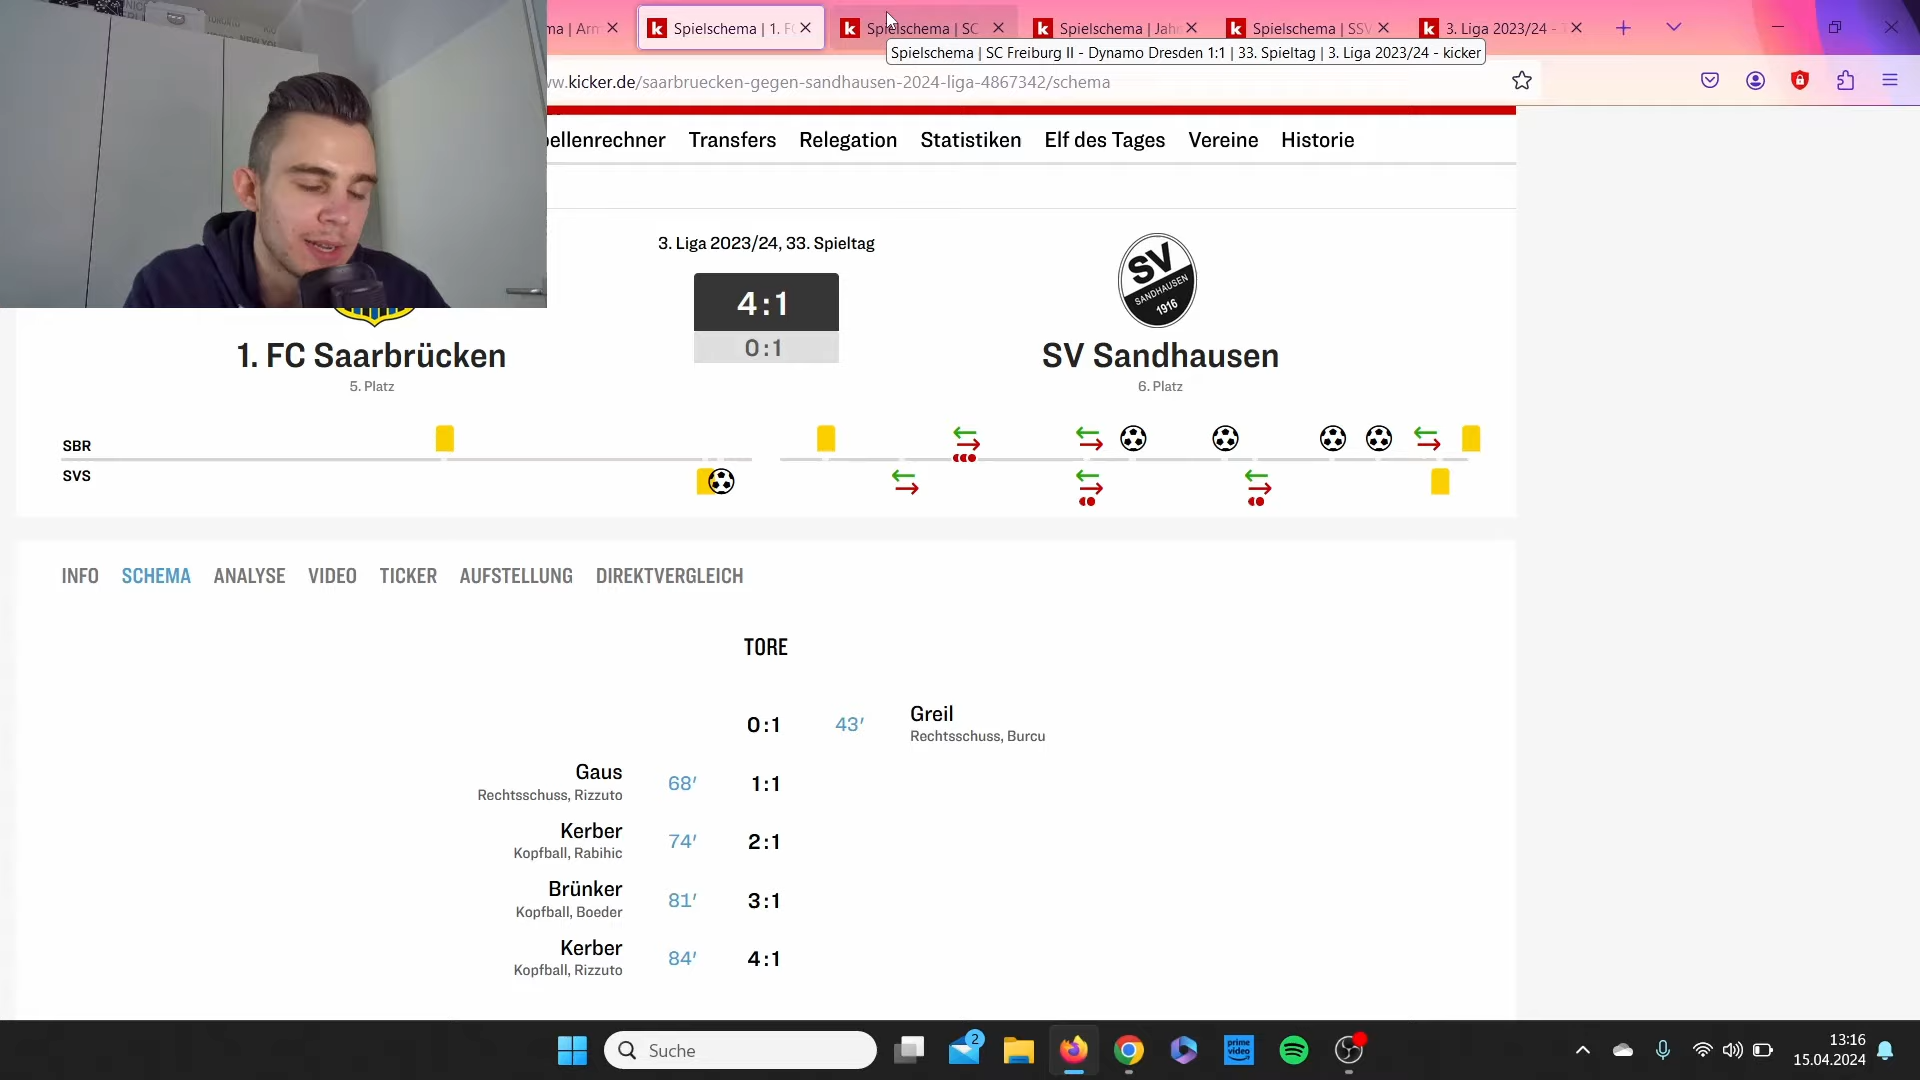 ma | Arm
Spielschema | 1. FC
Spielschema | SC
Spielschema | Jahn
Spielschema | SSV
3. Liga 2023/24 -
Spielschema | SC Freiburg II - Dynamo Dresden 1:1 | 33. Spieltag | 3. Liga 2023/24 - kicker
w.kicker.de/saarbruecken-gegen-sandhausen-2024-liga-4867342/schema
ellenrechner Transfers Relegation Statistiken Elf des Tages Vereine Historie
3. Liga 2023/24, 33. Spieltag
4:1
0:1
SV
SANDHAUSEN
1916
1. FC Saarbrücken
5. Platz
SV Sandhausen
6. Platz
SBR
SVS
INFO SCHEMA ANALYSE VIDEO TICKER AUFSTELLUNG DIREKTVERGLEICH
TORE
0:1 43′ Greil
Rechtsschuss, Burcu
Gaus 68′ 1:1
Rechtsschuss, Rizzuto
Kerber 74′ 2:1
Kopfball, Rabihic
Brünker 81′ 3:1
Kopfball, Boeder
Kerber 84′ 4:1
Kopfball, Rizzuto
Suche
2
prime video
13:16
15.04.2024